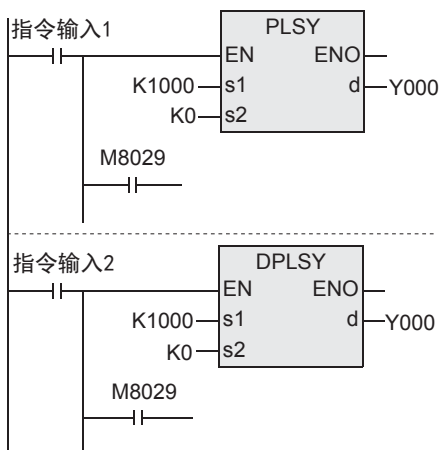 指令输入1
PLSY
EN ENO
K1000 s1 d Y000
K0 s2
M8029
指令输入2
DPLSY
EN ENO
K1000 s1 d Y000
K0 s2
M8029